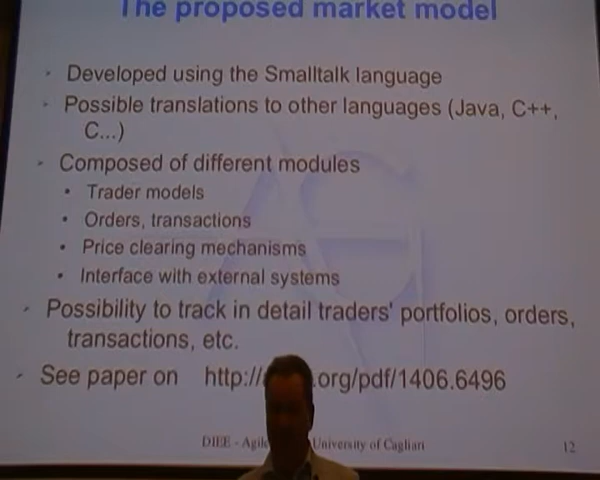 The proposed market model
Developed using the Smalltalk language
Possible translations to other languages (Java, C++,
C...)
Composed of different modules
Trader models
Orders, transactions
Price clearing mechanisms
Interface with external systems
Possibility to track in detail traders' portfolios, orders,
transactions, etc.
See paper on http:// .org/pdf/1406.6496
DIEE - Agile University of Cagliari 12